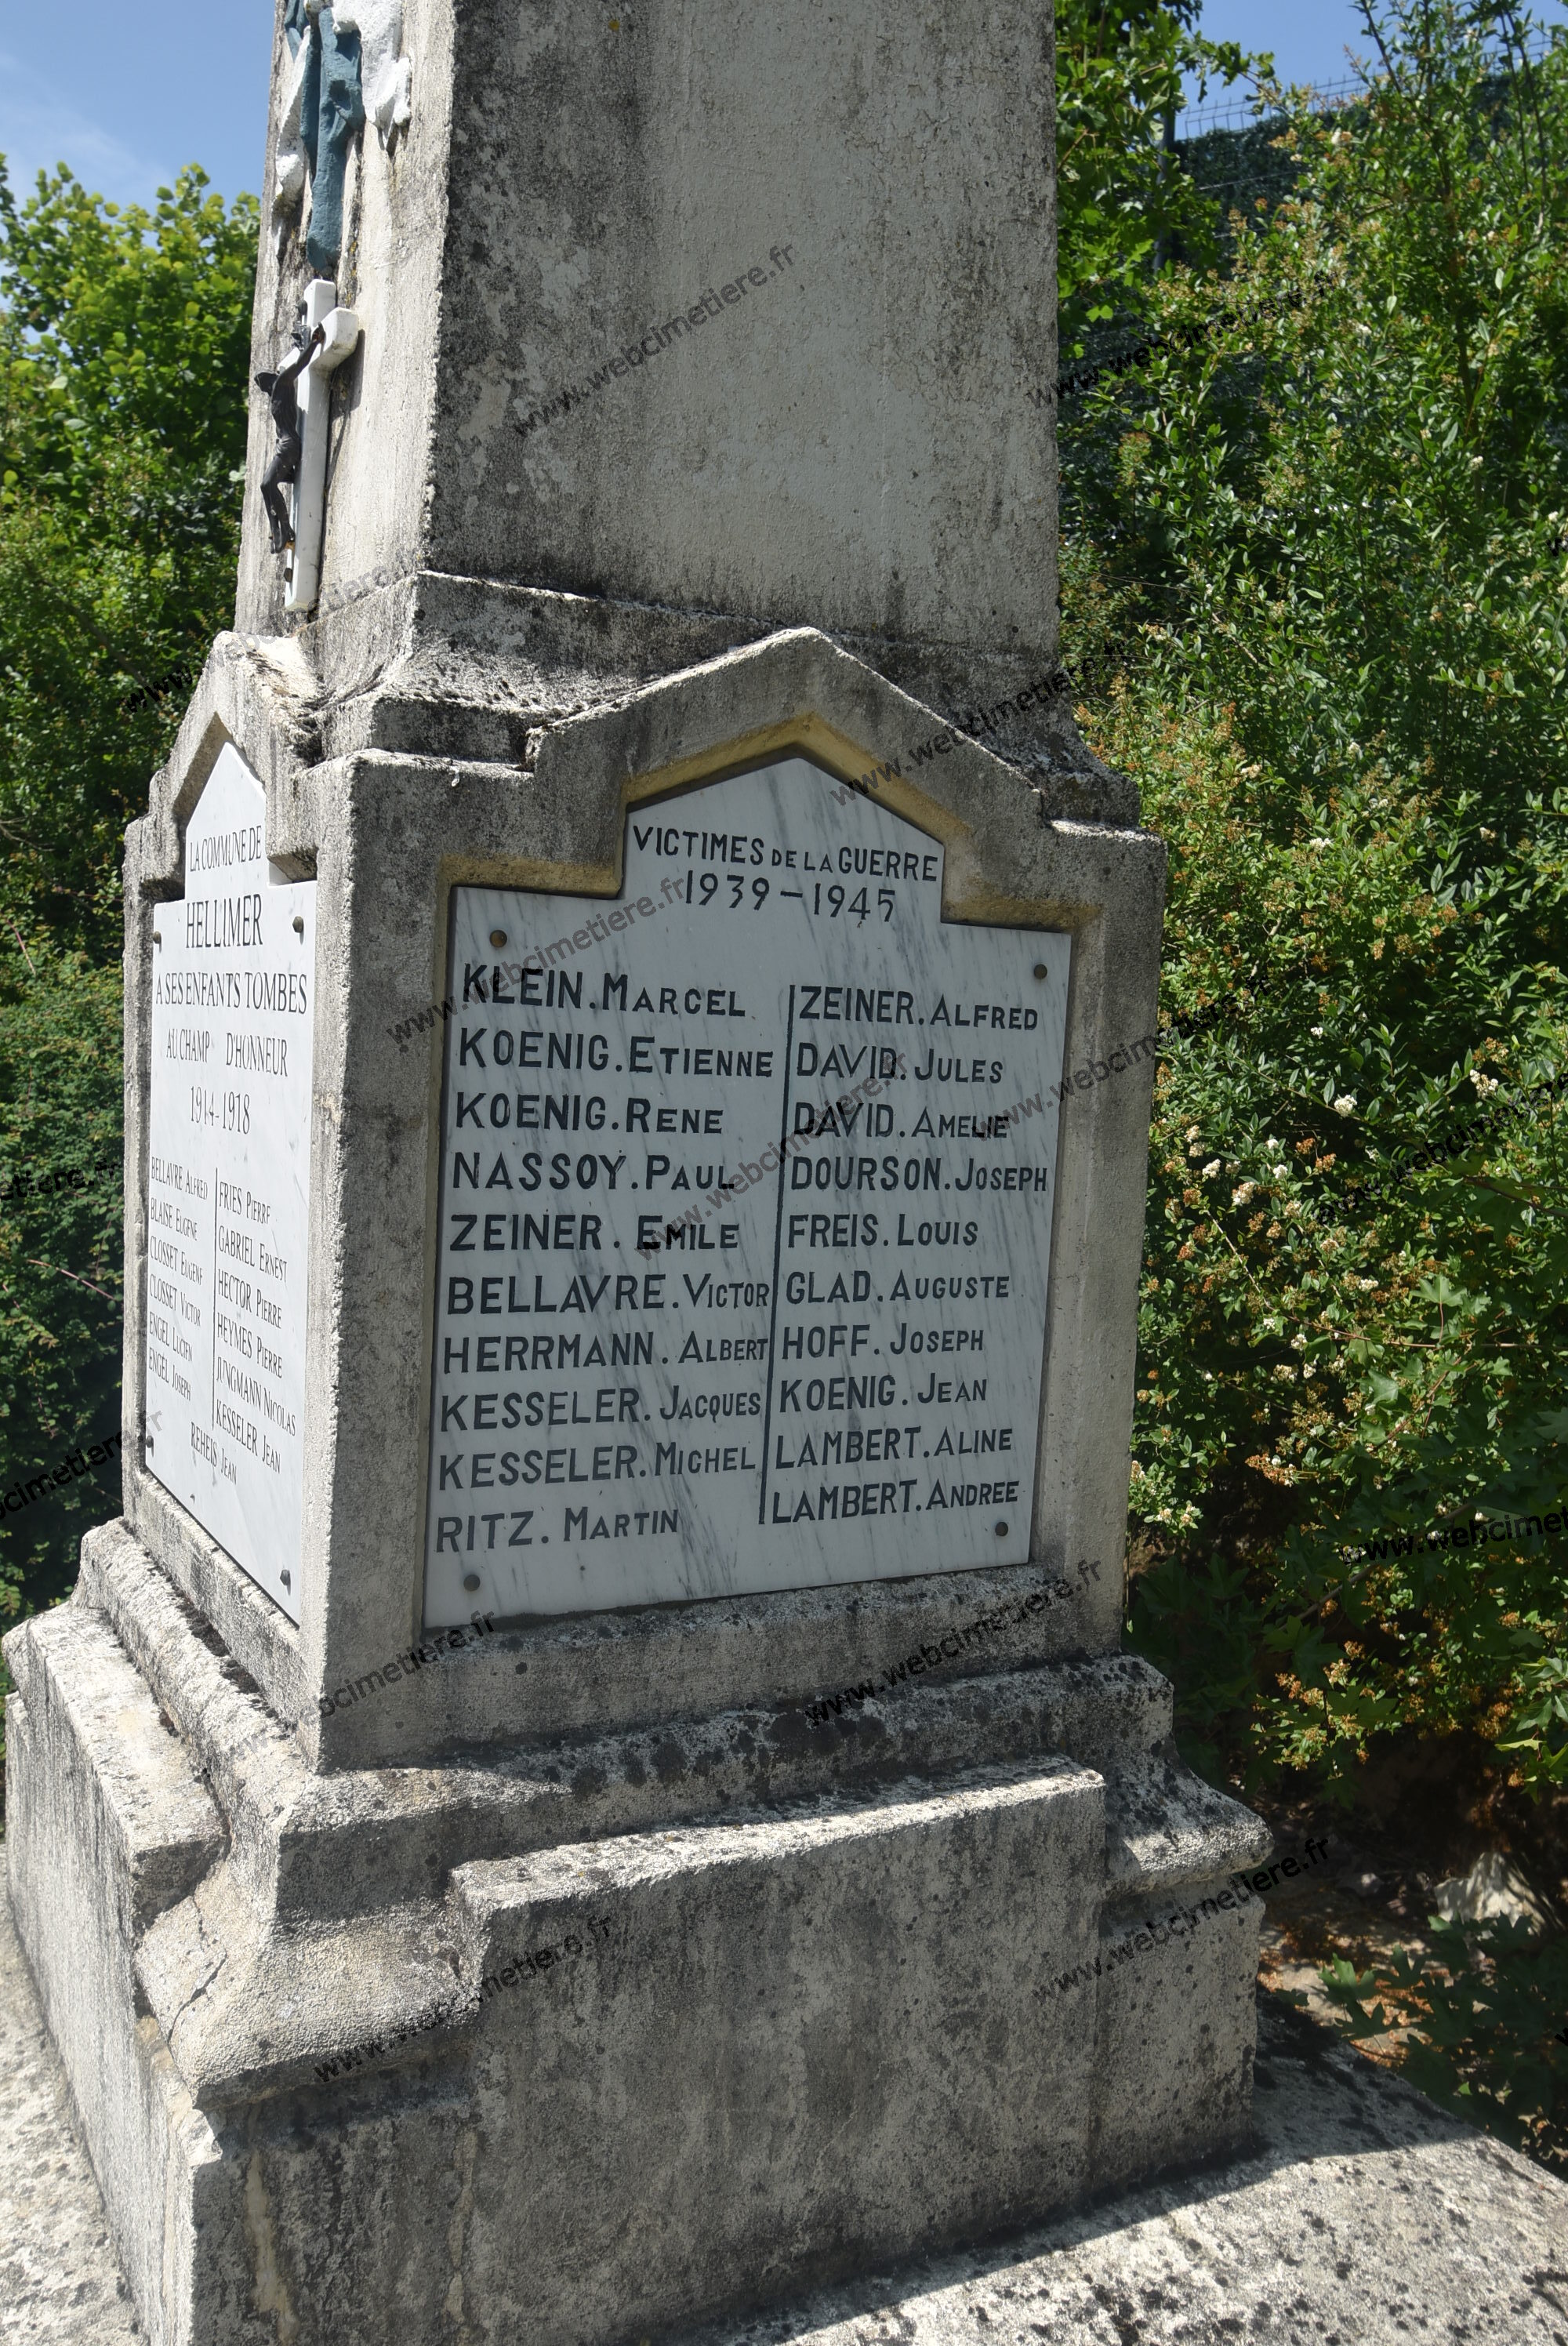 LA COMMUNE DE
HELLIMER
A SES ENFANTS TOMBES
AU CHAMP D'HONNEUR
1914-1918
BELLAVRE ALFRED
BLAISE EUGENE
CLOSSET EUGENE
CLOSSET VICTOR
ENGEL LUCIEN
ENGEL JOSEPH
FRIES PIERRE
GABRIEL ERNEST
HECTOR PIERRE
HEYMES PIERRE
JUNGMANN NICOLAS
KESSELER JEAN
REHEIS JEAN
VICTIMES DE LA GUERRE
1939-1945
KLEIN. MARCEL
KOENIG. ETIENNE
KOENIG. RENE
NASSOY. PAUL
ZEINER. EMILE
BELLAVRE. VICTOR
HERRMANN. ALBERT
KESSELER. JACQUES
KESSELER. MICHEL
RITZ. MARTIN
ZEINER. ALFRED
DAVID. JULES
DAVID. AMELIE
DOURSON. JOSEPH
FREIS. LOUIS
GLAD. AUGUSTE
HOFF. JOSEPH
KOENIG. JEAN
LAMBERT. ALINE
LAMBERT. ANDREE
www.webcimetiere.fr